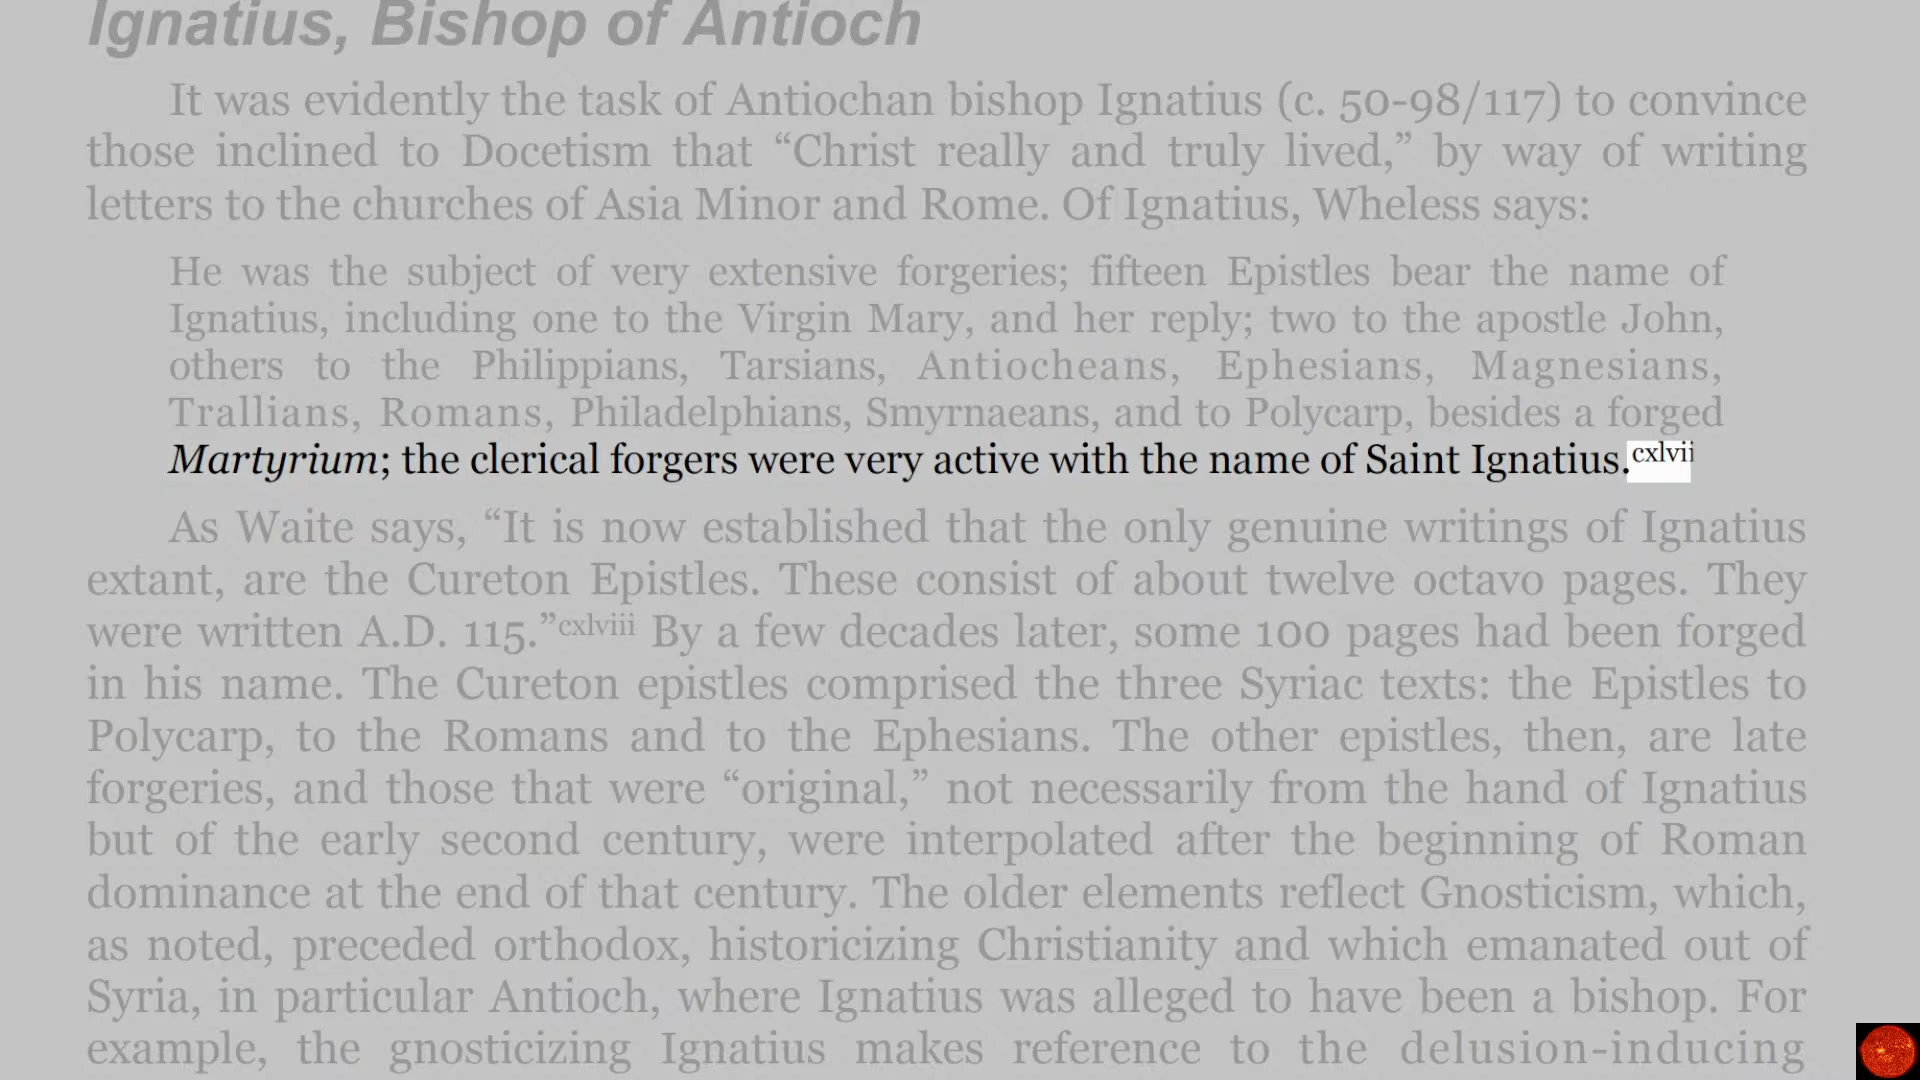 Ignatius, Bishop of Antioch
It was evidently the task of Antiochan bishop Ignatius (c. 50-98/117) to convince
those inclined to Docetism that “Christ really and truly lived,” by way of writing
letters to the churches of Asia Minor and Rome. Of Ignatius, Wheless says:
He was the subject of very extensive forgeries; fifteen Epistles bear the name of
Ignatius, including one to the Virgin Mary, and her reply; two to the apostle John,
others to the Philippians, Tarsians, Antiocheans, Ephesians, Magnesians,
Trallians, Romans, Philadelphians, Smyrnaeans, and to Polycarp, besides a forged
Martyrium; the clerical forgers were very active with the name of Saint Ignatius.cxlvii
As Waite says, “It is now established that the only genuine writings of Ignatius
extant, are the Cureton Epistles. These consist of about twelve octavo pages. They
were written A.D. 115.”cxlviii By a few decades later, some 100 pages had been forged
in his name. The Cureton epistles comprised the three Syriac texts: the Epistles to
Polycarp, to the Romans and to the Ephesians. The other epistles, then, are late
forgeries, and those that were “original,” not necessarily from the hand of Ignatius
but of the early second century, were interpolated after the beginning of Roman
dominance at the end of that century. The older elements reflect Gnosticism, which,
as noted, preceded orthodox, historicizing Christianity and which emanated out of
Syria, in particular Antioch, where Ignatius was alleged to have been a bishop. For
example, the gnosticizing Ignatius makes reference to the delusion-inducing